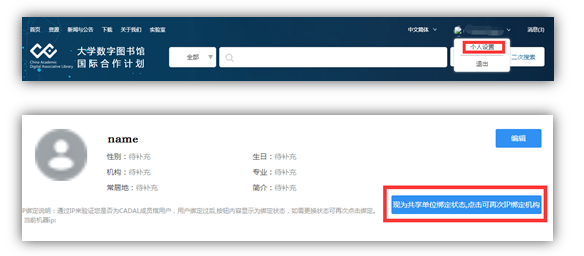 首页 资源 新闻与公告 下载 关于我们 实验室 中文简体 消息(3)
China Academic
Digital Associative Library
大学数字图书馆
国际合作计划
全部
二次搜索
个人设置
退出
name
编辑
性别：待补充 生日：待补充
机构：待补充 专业：待补充
常居地：待补充 简介：待补充
现为共享单位绑定状态,点击可再次IP绑定机构
IP绑定说明：通过IP来验证您是否为CADAL成员馆用户，用户绑定过后,按钮内容显示为绑定状态，如需更换状态可再次点击绑定。
当前机器ip: